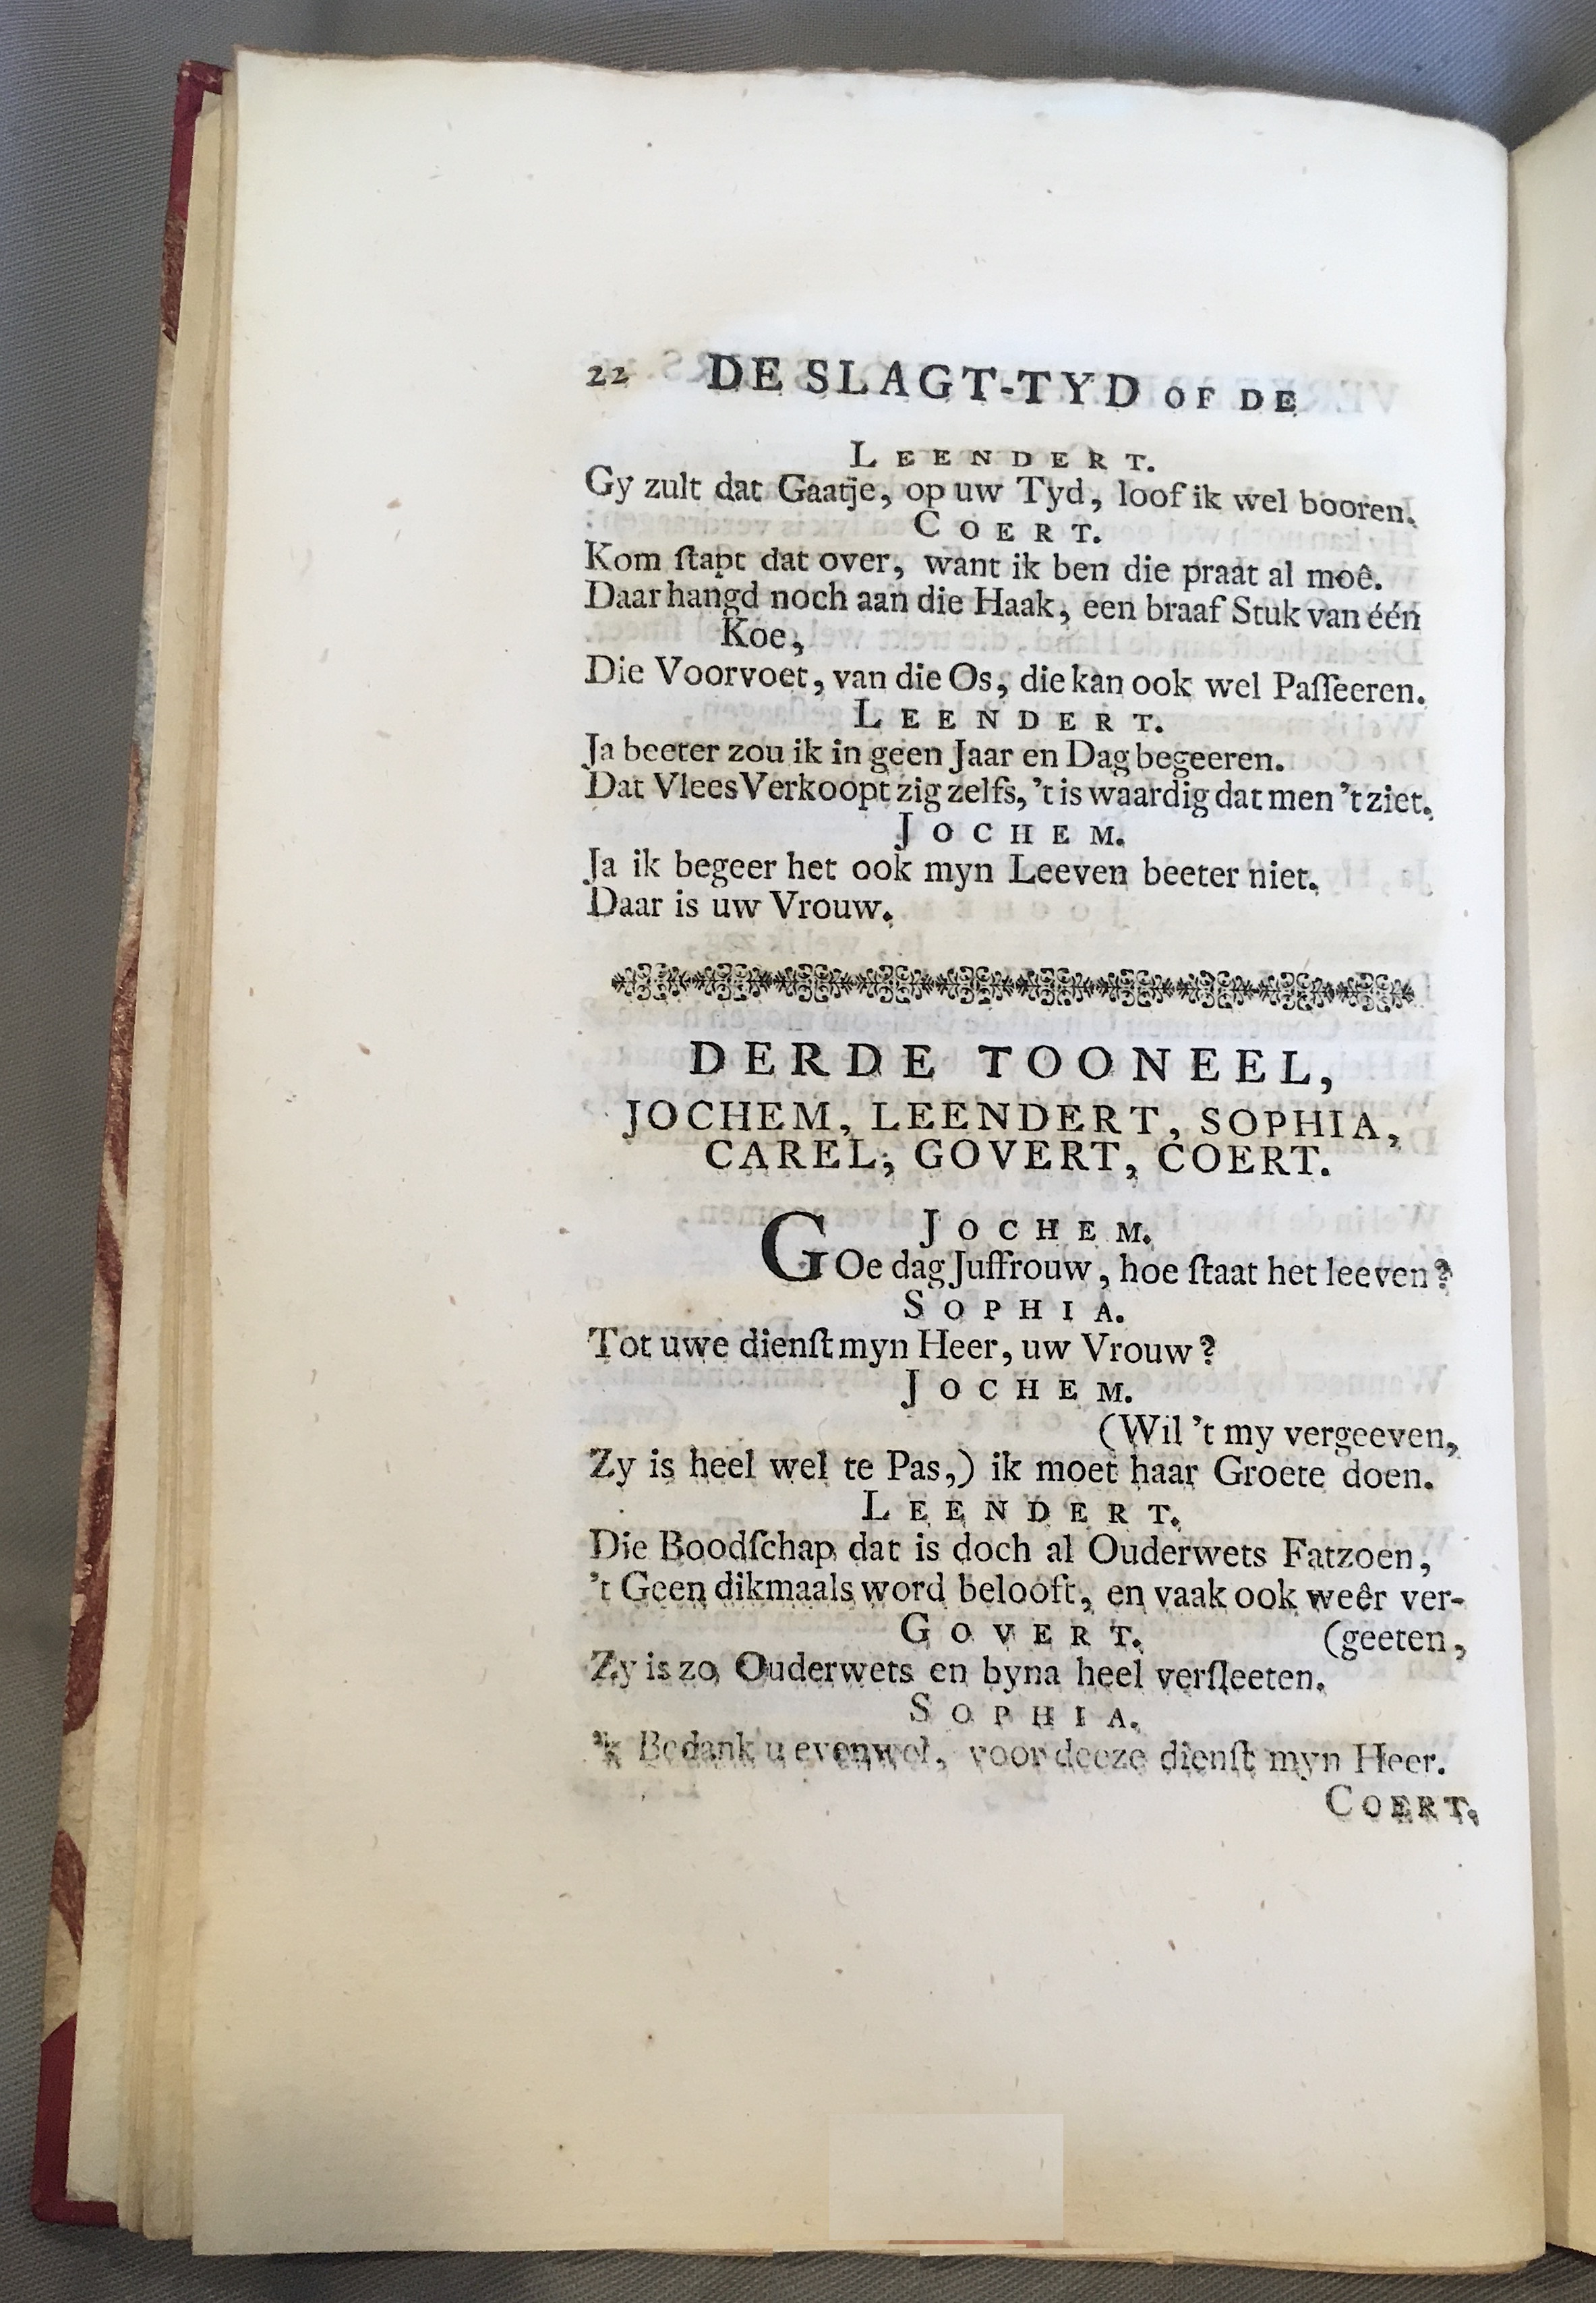 22 DE SLAGT-TYD OF DE
LEENDERT.
Gy zult dat Gaatje, op uw Tyd, loof ik wel booren.
COERT.
Kom ſtapt dat over, want ik ben die praat al moê.
Daar hangd noch aan die Haak, een braaf Stuk van één
Koe,
Die Voorvoet, van die Os, die kan ook wel Paſſeeren.
LEENDERT.
Ja beeter zou ik in geen Jaar en Dag begeeren.
Dat Vlees Verkoopt zig zelfs, 't is waardig dat men 't ziet.
JOCHEM.
Ja ik begeer het ook myn Leeven beeter niet.
Daar is uw Vrouw.
DERDE TOONEEL,
JOCHEM, LEENDERT, SOPHIA,
CAREL, GOVERT, COERT.
JOCHEM.
GOe dag Juffrouw, hoe ſtaat het leeven?
SOPHIA.
Tot uwe dienſt myn Heer, uw Vrouw?
JOCHEM.
(Wil 't my vergeeven,
Zy is heel wel te Pas,) ik moet haar Groete doen.
LEENDERT.
Die Boodſchap dat is doch al Ouderwets Fatzoen,
't Geen dikmaals word belooft, en vaak ook weêr ver-
GOVERT. (geeten,
Zy is zo Ouderwets en byna heel verſleeten.
SOPHIA.
'k Bedank u evenwel, voor deeze dienſt myn Heer.
COERT.